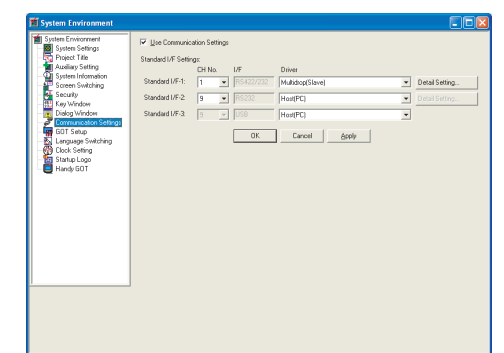 System Environment
System Environment
System Settings
Project Title
Auxiliary Setting
System Information
Screen Switching
Security
Key Window
Dialog Window
Communication Settings
GOT Setup
Language Switching
Clock Setting
Startup Logo
Handy GOT
Use Communication Settings
Standard I/F Settings:
CH No. I/F Driver
Standard I/F-1: 1 RS422/232 Multidrop(Slave) Detail Setting...
Standard I/F-2: 9 RS232 Host(PC) Detail Setting...
Standard I/F-3: 9 USB Host(PC)
OK Cancel Apply